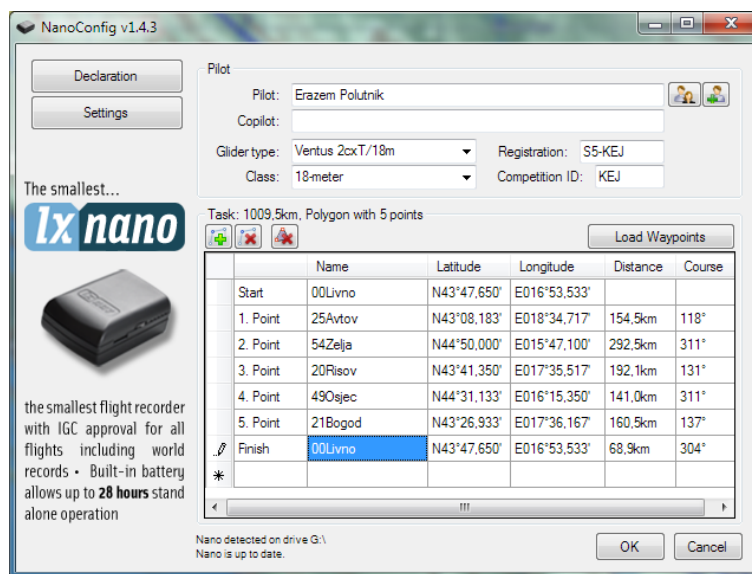 NanoConfig v1.4.3
Declaration
Settings
The smallest...
lx nano
the smallest flight recorder
with IGC approval for all
flights including world
records • Built-in battery
allows up to 28 hours stand
alone operation
Pilot
Pilot: Erazem Polutnik
Copilot:
Glider type: Ventus 2cxT/18m Registration: S5-KEJ
Class: 18-meter Competition ID: KEJ
Task: 1009,5km, Polygon with 5 points
Load Waypoints
Name Latitude Longitude Distance Course
Start 00Livno N43°47,650' E016°53,533'
1. Point 25Avtov N43°08,183' E018°34,717' 154,5km 118°
2. Point 54Zelja N44°50,000' E015°47,100' 292,5km 311°
3. Point 20Risov N43°41,350' E017°35,517' 192,1km 131°
4. Point 49Osjec N44°31,133' E016°15,350' 141,0km 311°
5. Point 21Bogod N43°26,933' E017°36,167' 160,5km 137°
Finish 00Livno N43°47,650' E016°53,533' 68,9km 304°
Nano detected on drive G:\
Nano is up to date.
OK Cancel